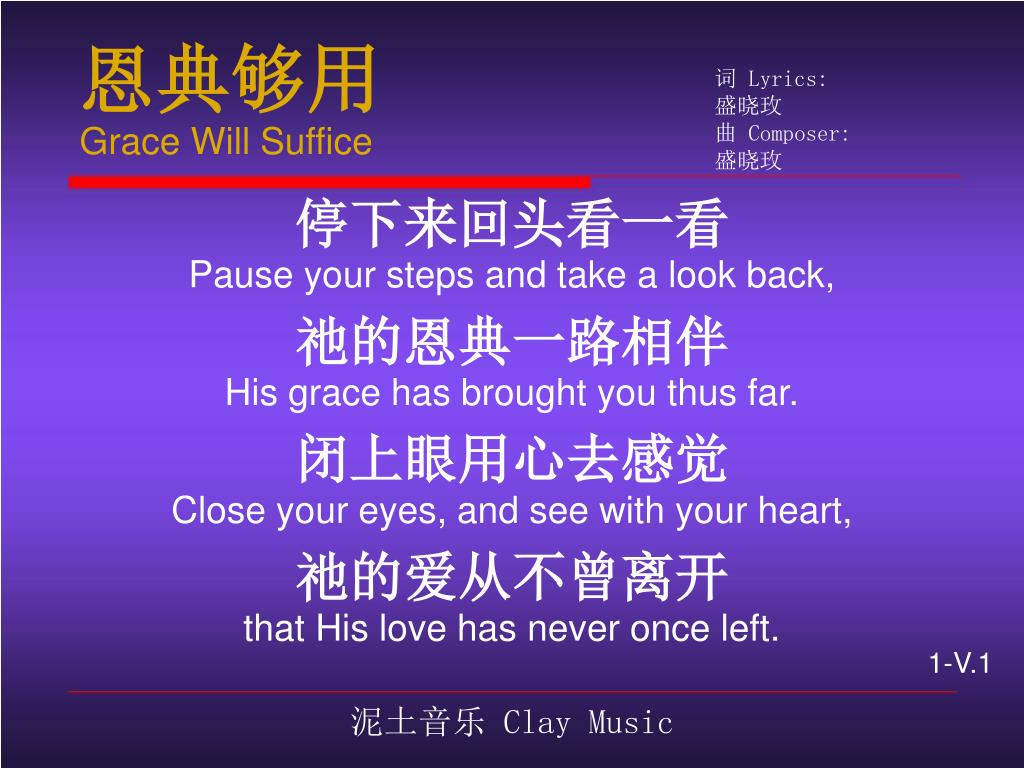 恩典够用
Grace Will Suffice
词 Lyrics:
盛晓玫
曲 Composer:
盛晓玫
停下来回头看一看
Pause your steps and take a look back,
祂的恩典一路相伴
His grace has brought you thus far.
闭上眼用心去感觉
Close your eyes, and see with your heart,
祂的爱从不曾离开
that His love has never once left.
1-V.1
泥土音乐 Clay Music